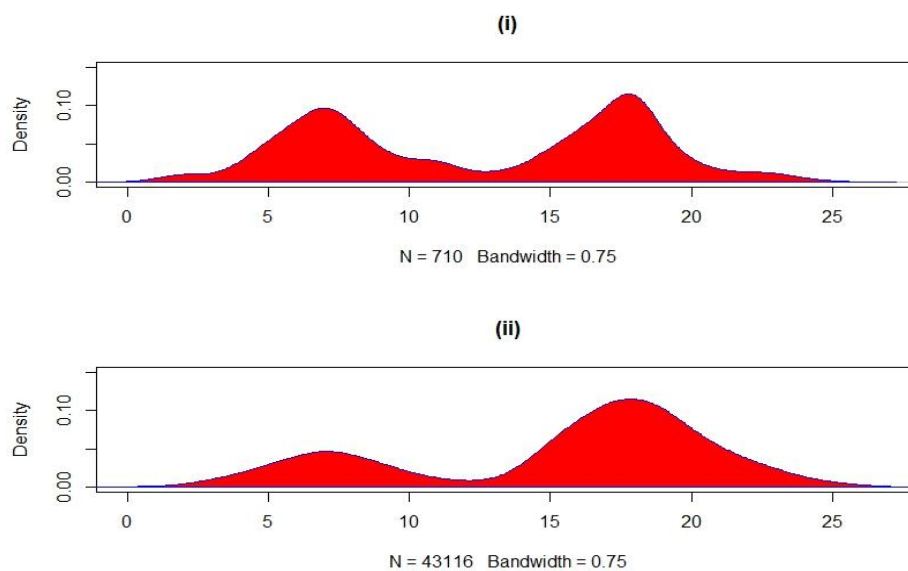 (i)
Density
0.10
0.00
0 5 10 15 20 25
N = 710 Bandwidth = 0.75
(ii)
Density
0.10
0.00
0 5 10 15 20 25
N = 43116 Bandwidth = 0.75